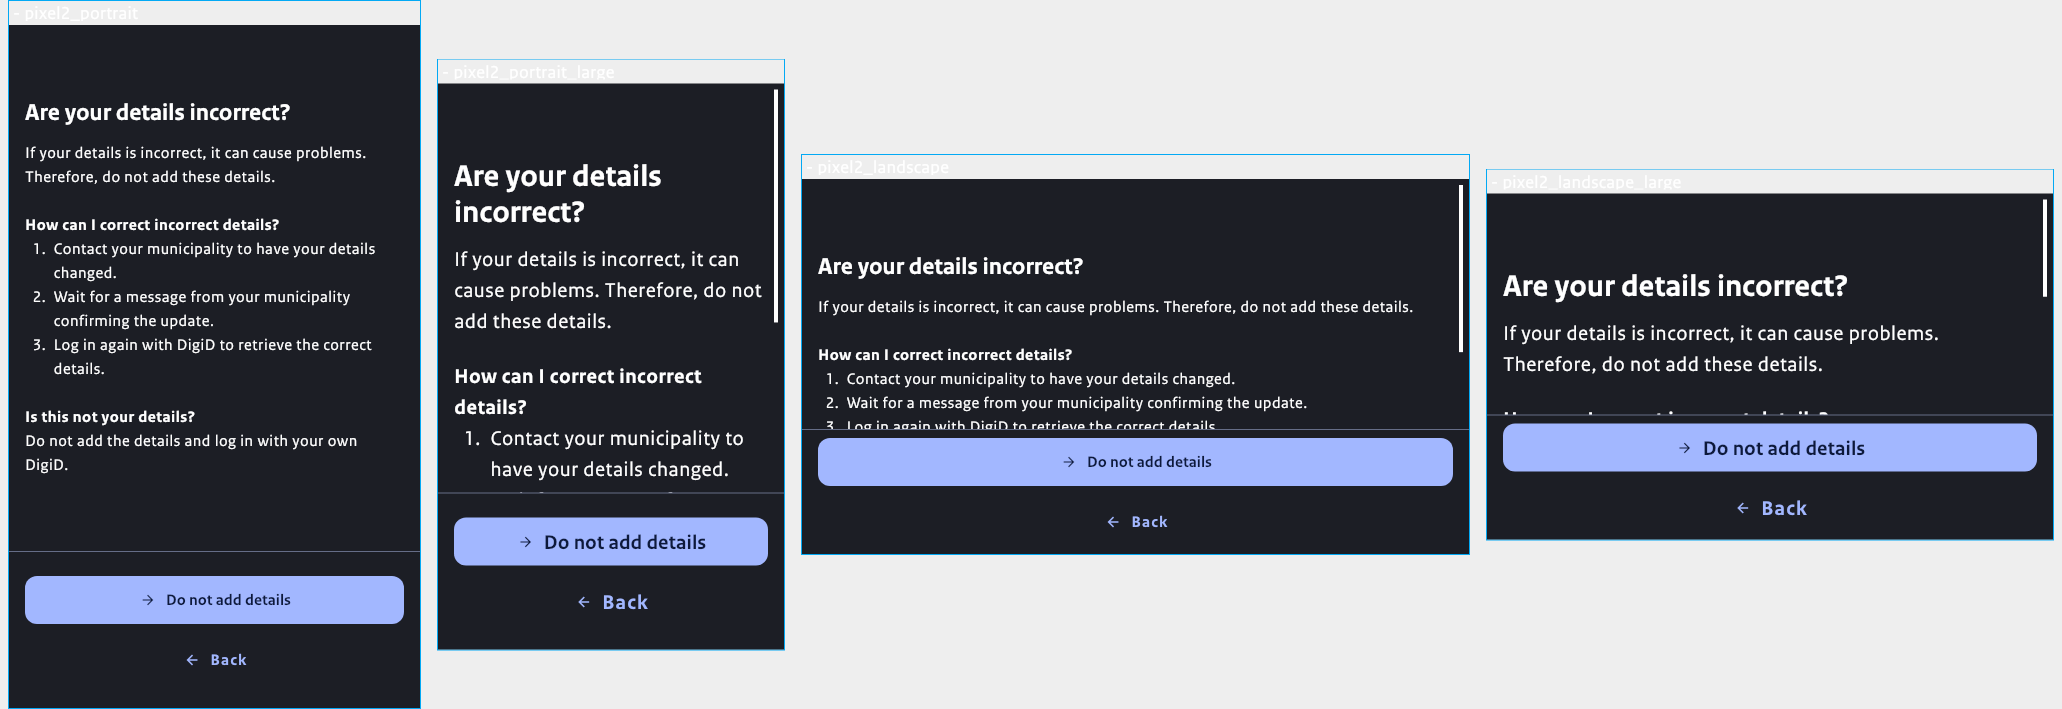 - pixel2_portrait
Are your details incorrect?
If your details is incorrect, it can cause problems.
Therefore, do not add these details.
How can I correct incorrect details?
1. Contact your municipality to have your details
changed.
2. Wait for a message from your municipality
confirming the update.
3. Log in again with DigiD to retrieve the correct
details.
Is this not your details?
Do not add the details and log in with your own
DigiD.
→ Do not add details
← Back
- pixel2_portrait_large
Are your details
incorrect?
If your details is incorrect, it can
cause problems. Therefore, do not
add these details.
How can I correct incorrect
details?
1. Contact your municipality to
have your details changed.
→ Do not add details
← Back
- pixel2_landscape
Are your details incorrect?
If your details is incorrect, it can cause problems. Therefore, do not add these details.
How can I correct incorrect details?
1. Contact your municipality to have your details changed.
2. Wait for a message from your municipality confirming the update.
3. Log in again with DigiD to retrieve the correct details.
→ Do not add details
← Back
- pixel2_landscape_large
Are your details incorrect?
If your details is incorrect, it can cause problems.
Therefore, do not add these details.
→ Do not add details
← Back